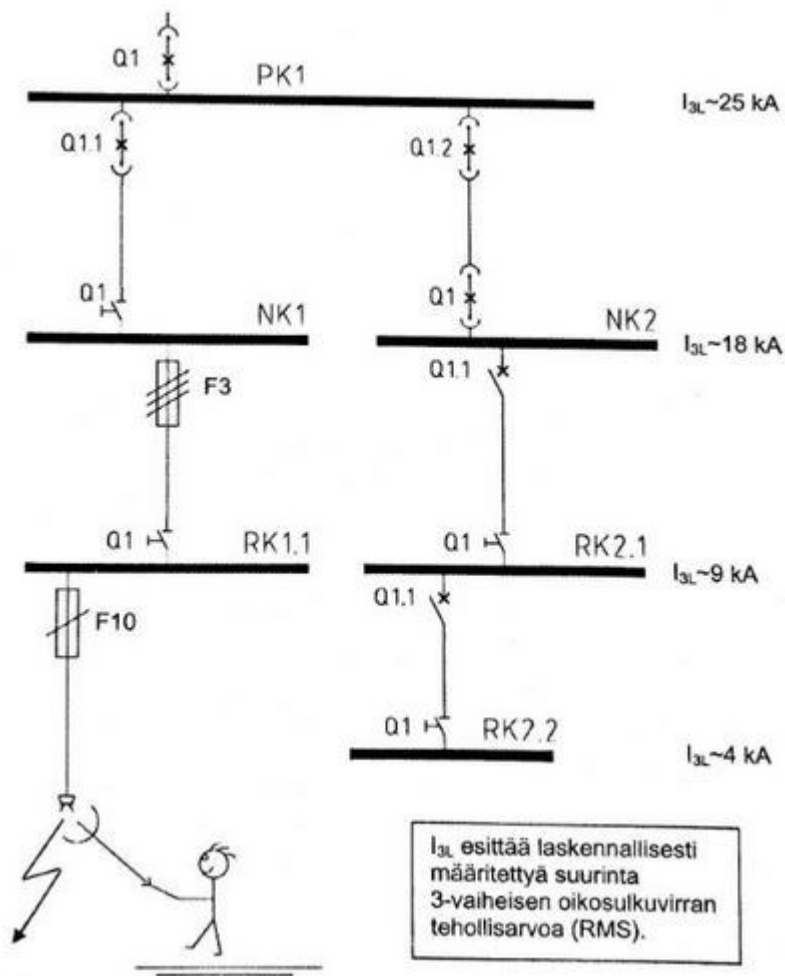 Q1
PK1
I3L~25 kA
Q1.1
Q1.2
Q1
NK1
Q1
NK2
I3L~18 kA
F3
Q1.1
Q1
RK1.1
Q1
RK2.1
I3L~9 kA
F10
Q1.1
Q1
RK2.2
I3L~4 kA
I3L esittää laskennallisesti
määritettyä suurinta
3-vaiheisen oikosulkuvirran
tehollisarvoa (RMS).